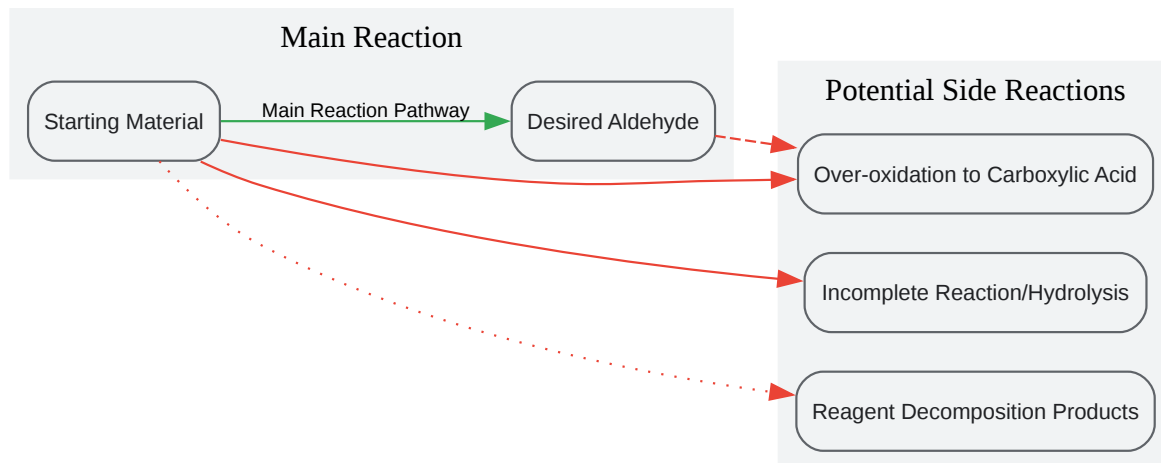 Main Reaction
Starting Material
Main Reaction Pathway
Desired Aldehyde
Potential Side Reactions
Over-oxidation to Carboxylic Acid
Incomplete Reaction/Hydrolysis
Reagent Decomposition Products